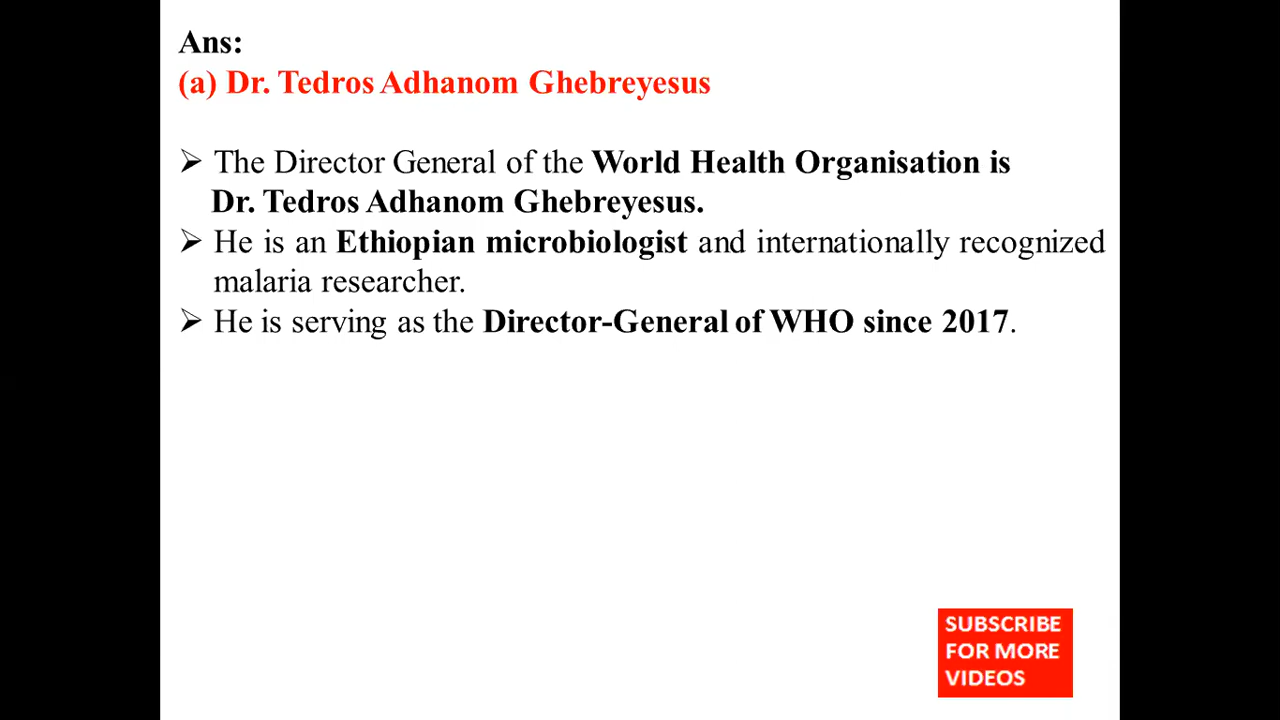 Ans:
(a) Dr. Tedros Adhanom Ghebreyesus
➢ The Director General of the World Health Organisation is
Dr. Tedros Adhanom Ghebreyesus.
➢ He is an Ethiopian microbiologist and internationally recognized
malaria researcher.
➢ He is serving as the Director-General of WHO since 2017.
SUBSCRIBE
FOR MORE
VIDEOS